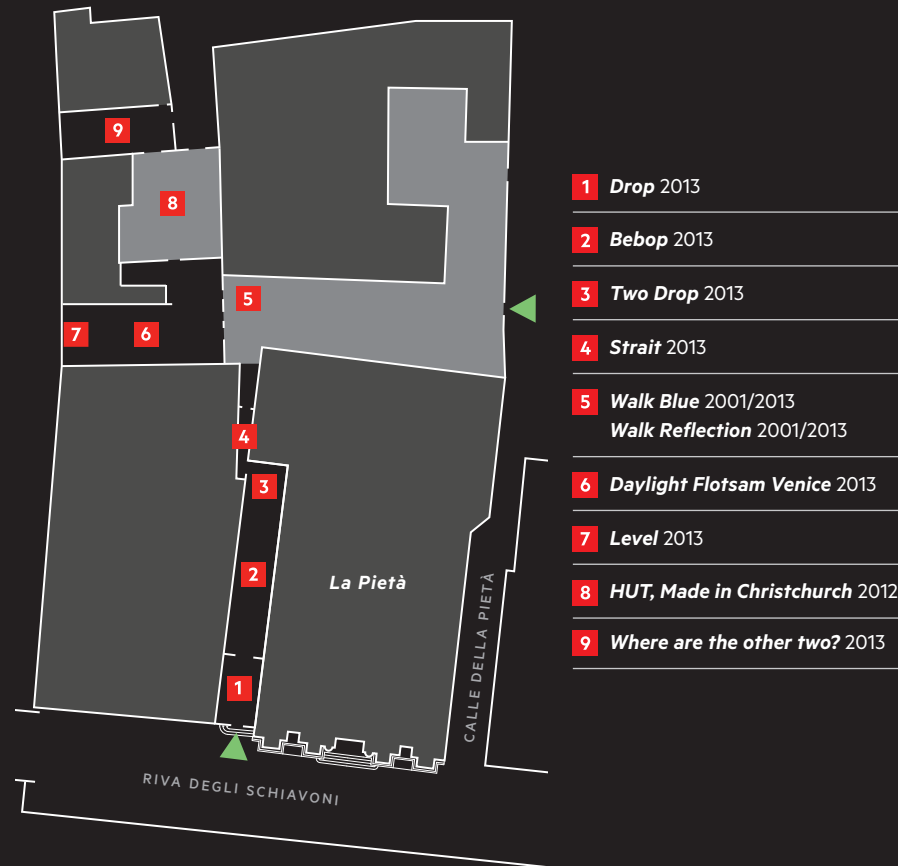 9
8
5
7
6
4
3
2
1
La Pietà
CALLE DELLA PIETÀ
RIVA DEGLI SCHIAVONI
1 Drop 2013
2 Bebop 2013
3 Two Drop 2013
4 Strait 2013
5 Walk Blue 2001/2013
Walk Reflection 2001/2013
6 Daylight Flotsam Venice 2013
7 Level 2013
8 HUT, Made in Christchurch 2012
9 Where are the other two? 2013